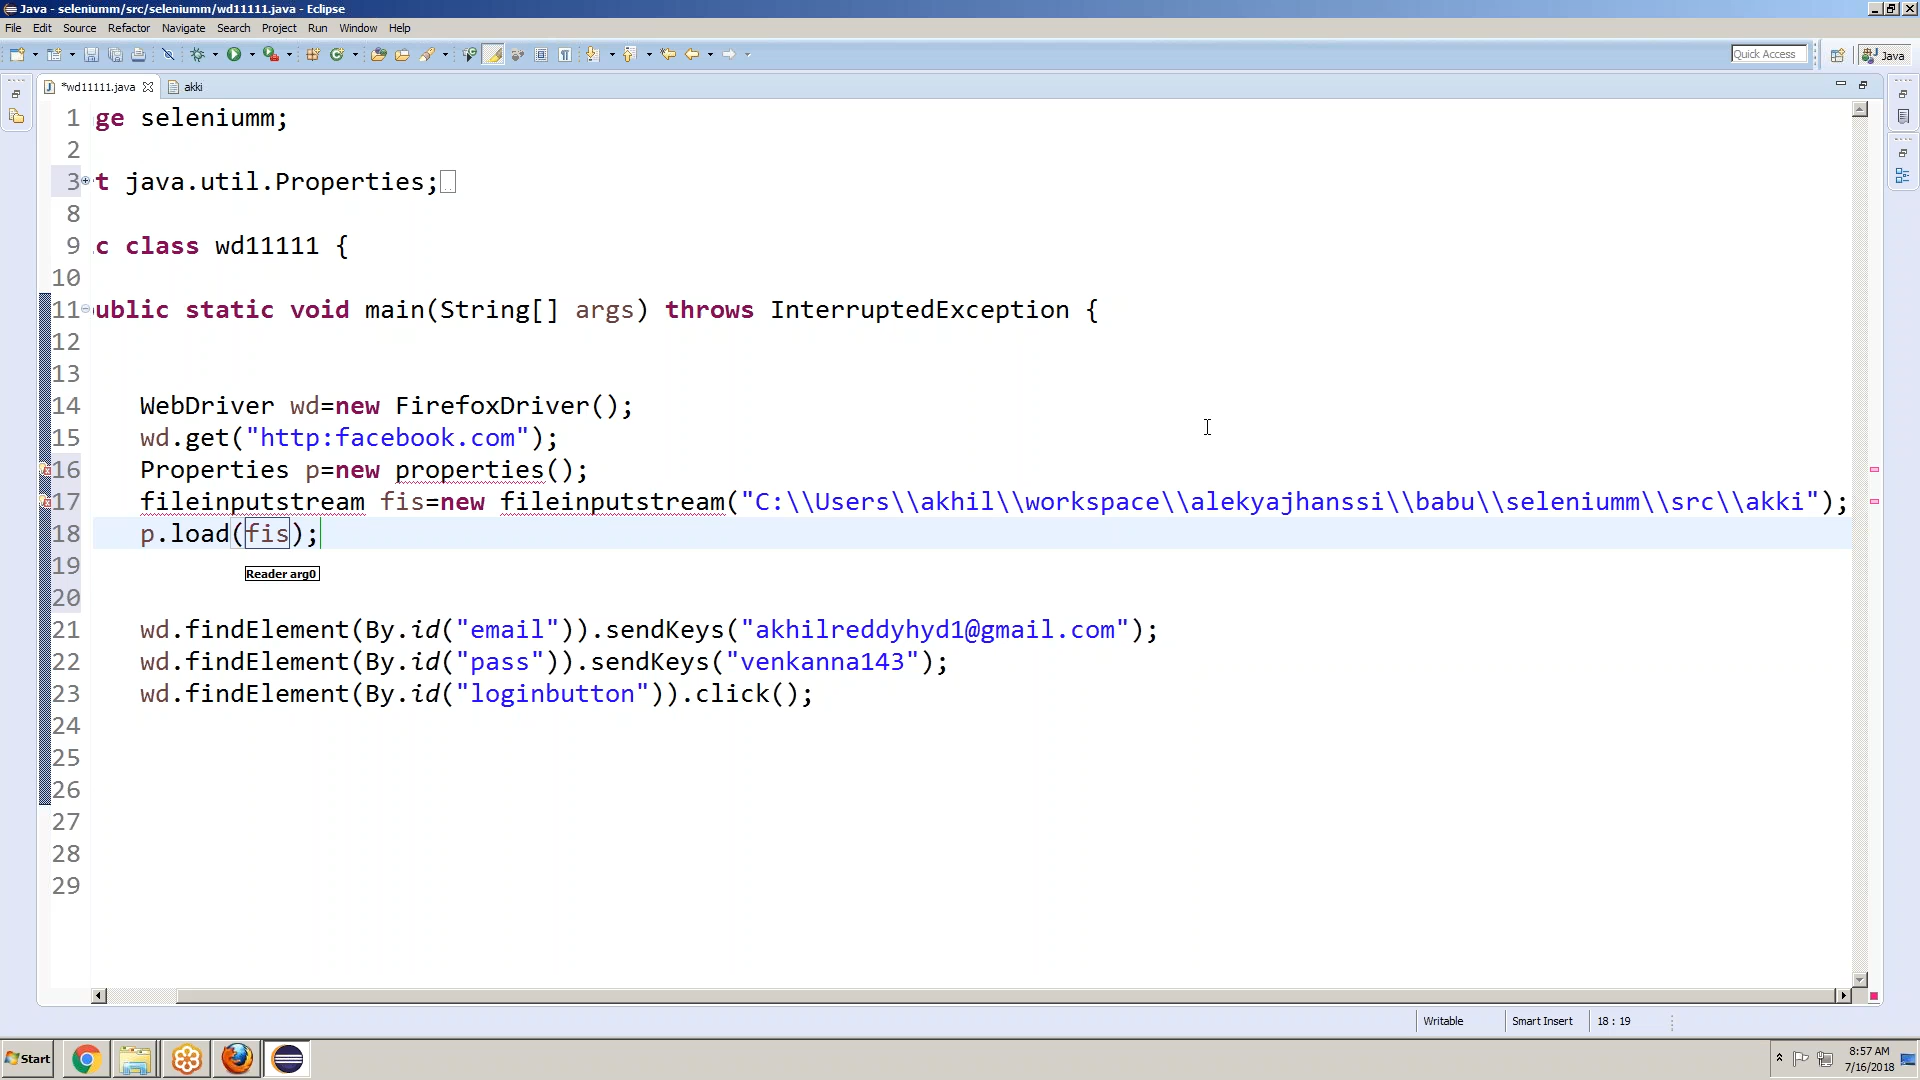 Java - seleniumm/src/seleniumm/wd11111.java - Eclipse
File Edit Source Refactor Navigate Search Project Run Window Help
Quick Access Java
*wd11111.java akki
1 ge seleniumm;
2
3 t java.util.Properties;
8
9 c class wd11111 {
10
11 ublic static void main(String[] args) throws InterruptedException {
12
13
14 WebDriver wd=new FirefoxDriver();
15 wd.get("http:facebook.com");
16 Properties p=new properties();
17 fileinputstream fis=new fileinputstream("C:\\Users\\akhil\\workspace\\alekyajhanssi\\babu\\seleniumm\\src\\akki");
18 p.load(fis);
19 Reader arg0
20
21 wd.findElement(By.id("email")).sendKeys("akhilreddyhyd1@gmail.com");
22 wd.findElement(By.id("pass")).sendKeys("venkanna143");
23 wd.findElement(By.id("loginbutton")).click();
24
25
26
27
28
29
Writable Smart Insert 18 : 19
Start 8:57 AM
7/16/2018